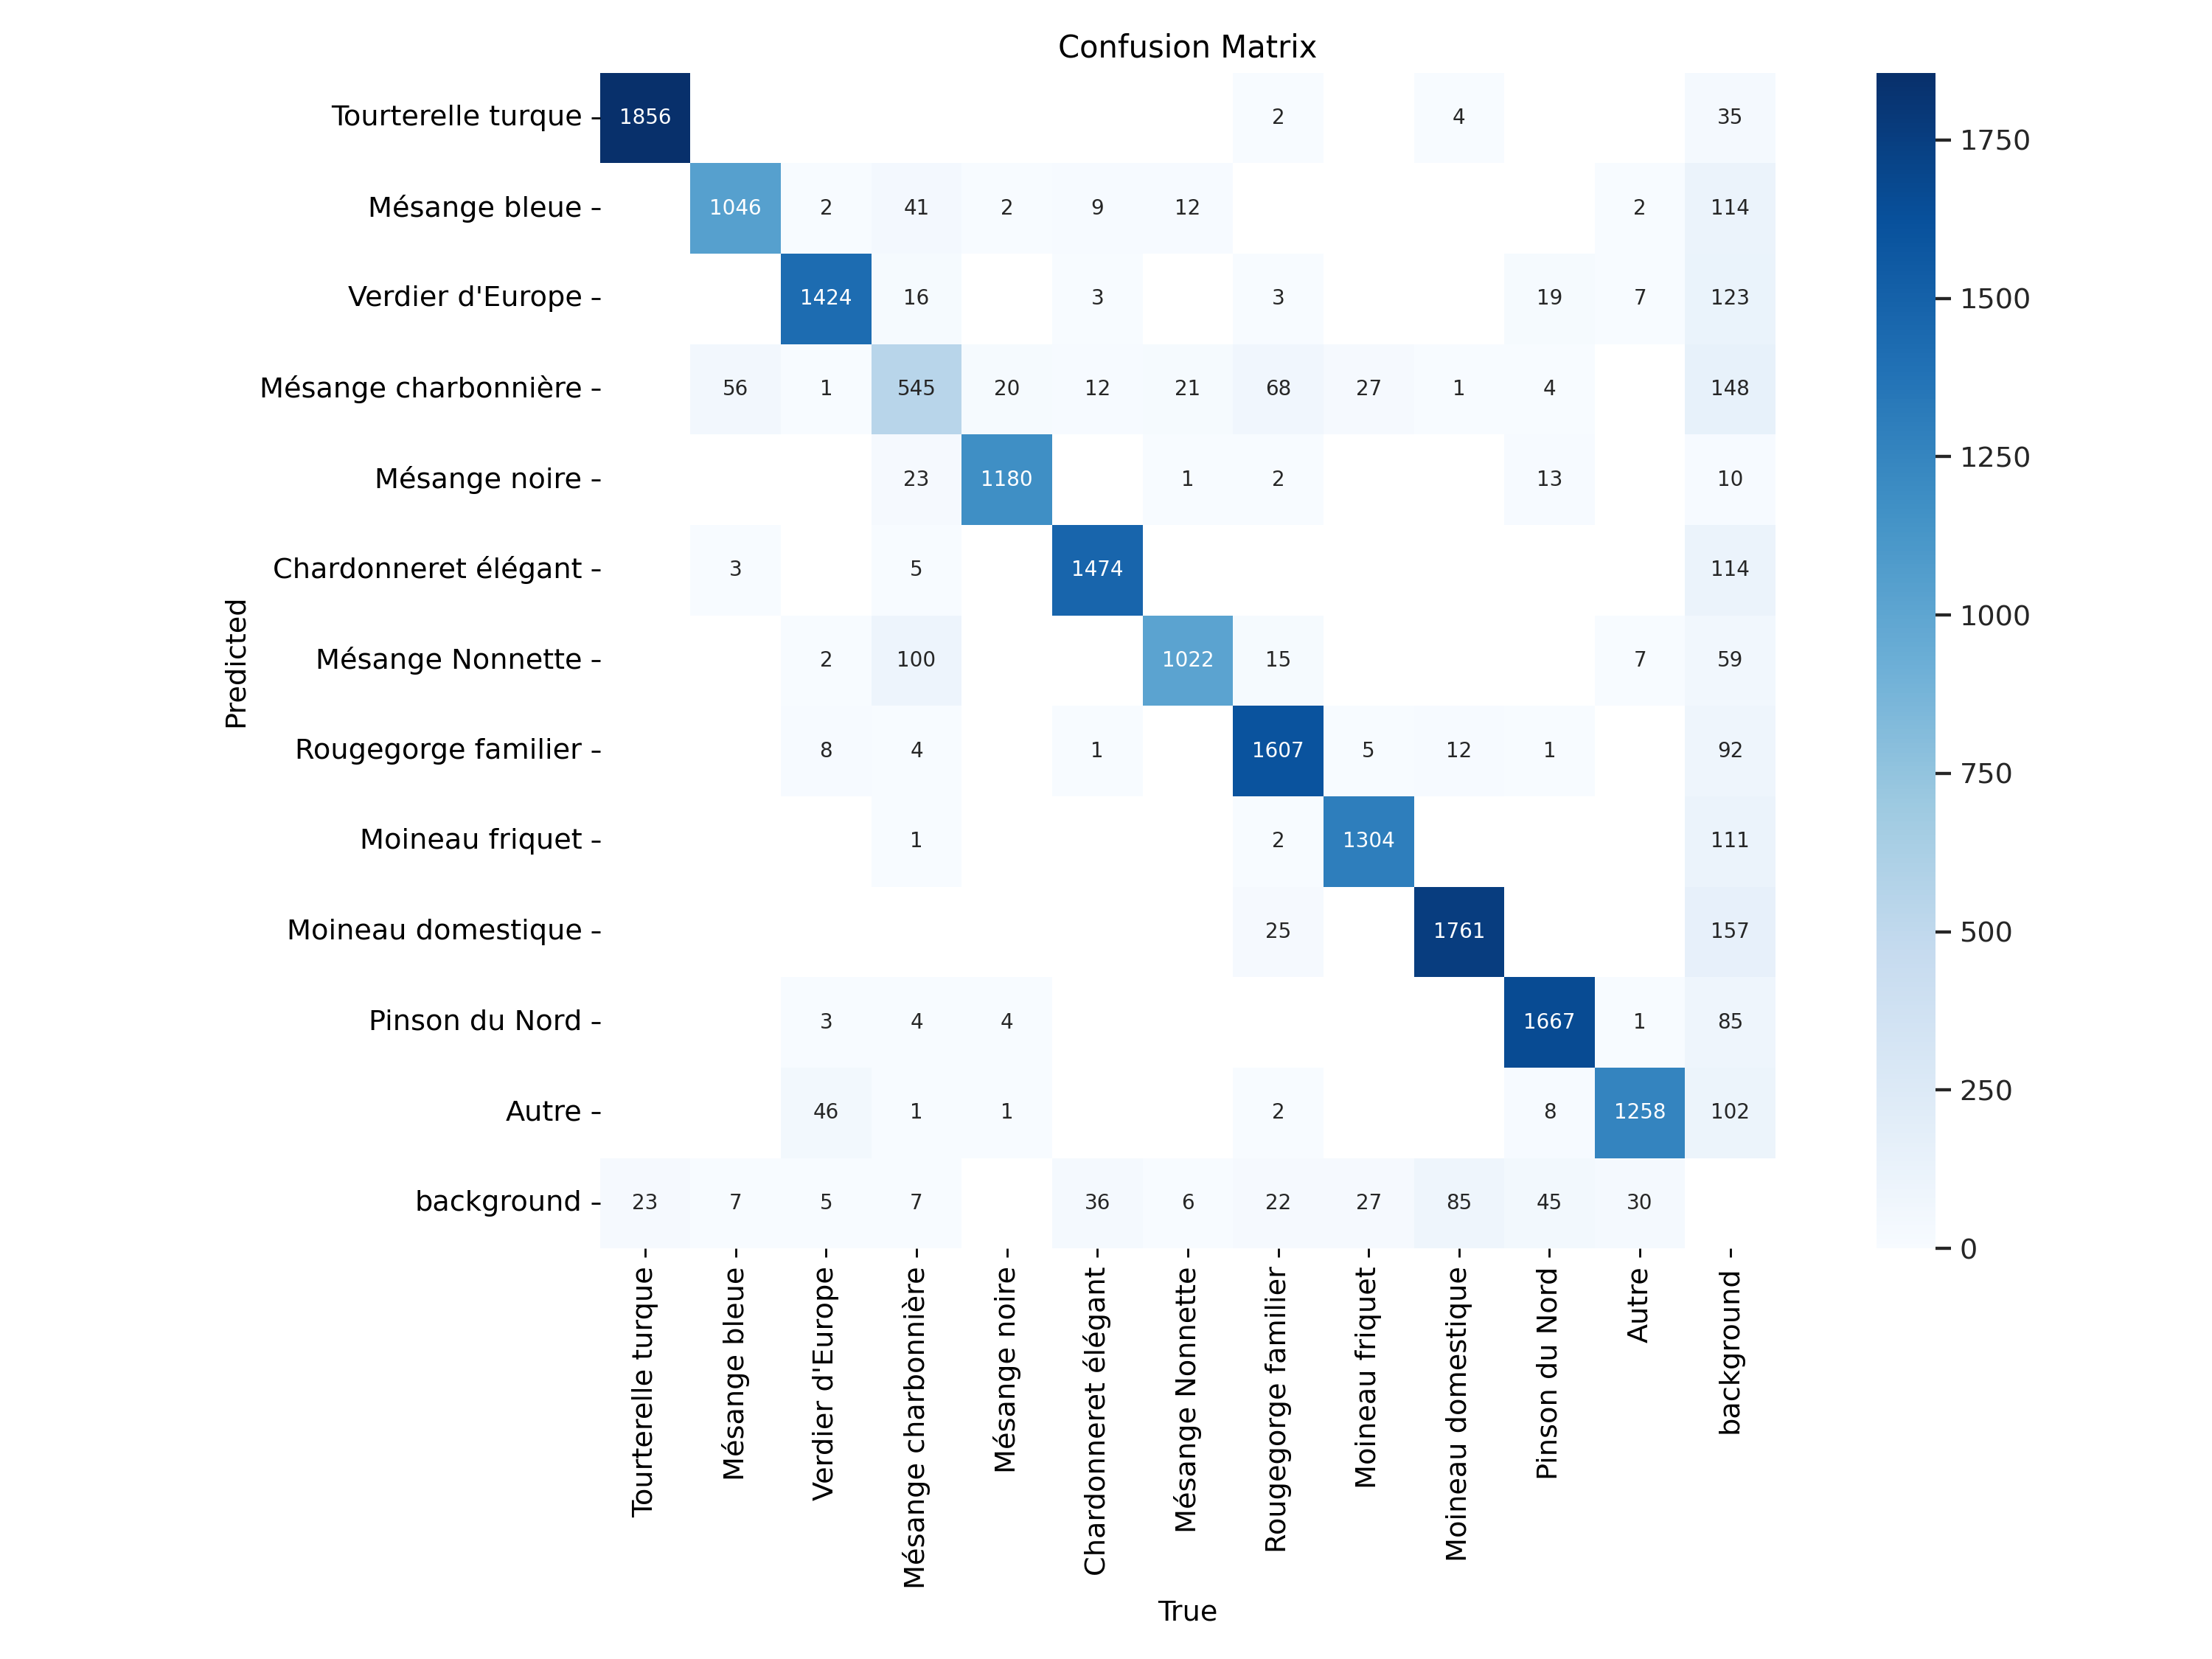 Confusion Matrix
Tourterelle turque 1856 2 4 35
Mésange bleue 1046 2 41 2 9 12 2 114
Verdier d'Europe 1424 16 3 3 19 7 123
Mésange charbonnière 56 1 545 20 12 21 68 27 1 4 148
Mésange noire 23 1180 1 2 13 10
Chardonneret élégant 3 5 1474 114
Mésange Nonnette 2 100 1022 15 7 59
Rougegorge familier 8 4 1 1607 5 12 1 92
Moineau friquet 1 2 1304 111
Moineau domestique 25 1761 157
Pinson du Nord 3 4 4 1667 1 85
Autre 46 1 1 2 8 1258 102
background 23 7 5 7 36 6 22 27 85 45 30
Predicted
Tourterelle turque
Mésange bleue
Verdier d'Europe
Mésange charbonnière
Mésange noire
Chardonneret élégant
Mésange Nonnette
Rougegorge familier
Moineau friquet
Moineau domestique
Pinson du Nord
Autre
background
True
1750
1500
1250
1000
750
500
250
0